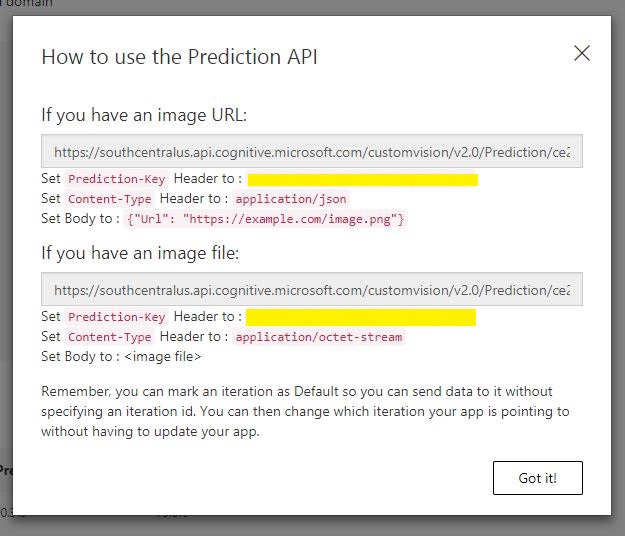 domain
How to use the Prediction API
If you have an image URL:
https://southcentralus.api.cognitive.microsoft.com/customvision/v2.0/Prediction/ce2
Set Prediction-Key Header to :
Set Content-Type Header to : application/json
Set Body to : {"Url": "https://example.com/image.png"}
If you have an image file:
https://southcentralus.api.cognitive.microsoft.com/customvision/v2.0/Prediction/ce2
Set Prediction-Key Header to :
Set Content-Type Header to : application/octet-stream
Set Body to : <image file>
Remember, you can mark an iteration as Default so you can send data to it without
specifying an iteration id. You can then change which iteration your app is pointing to
without having to update your app.
Got it!